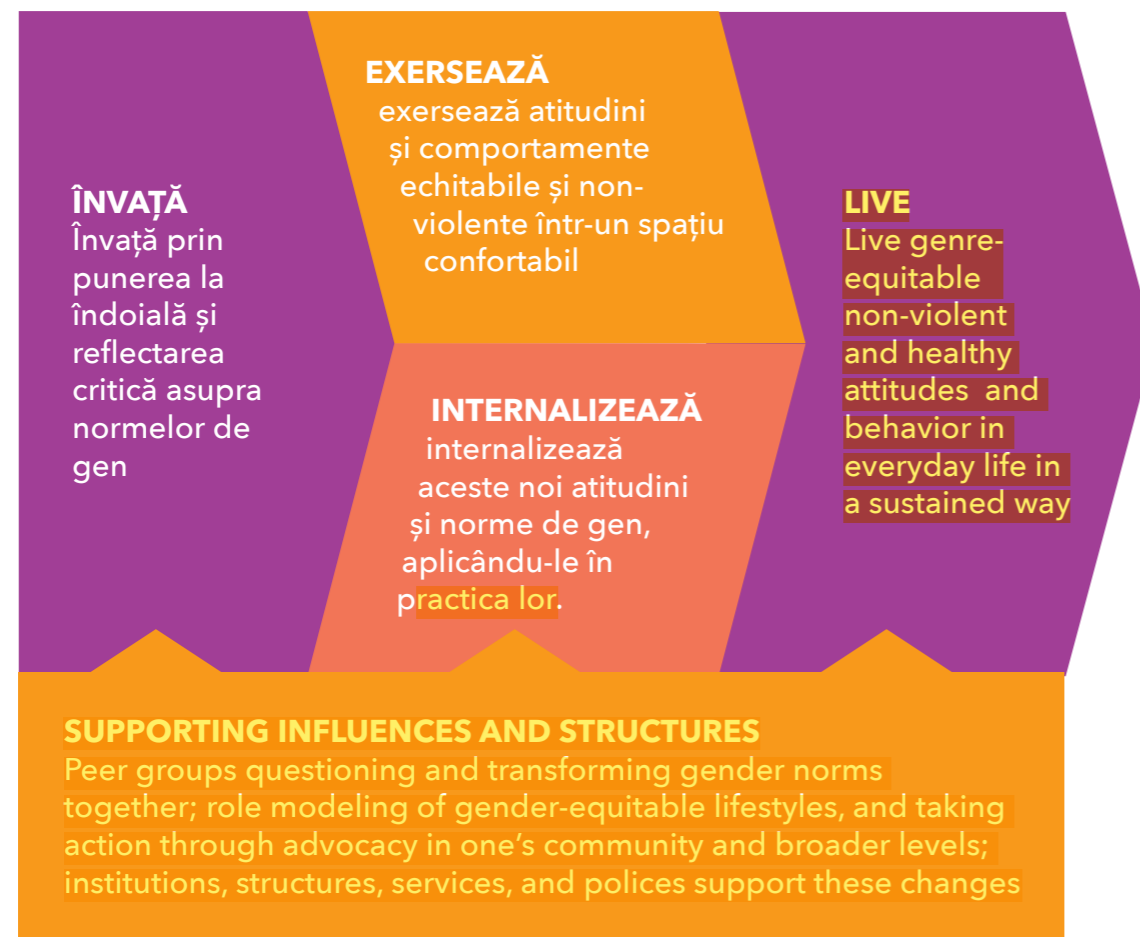 ÎNVAȚĂ
Învață prin
punerea la
îndoială și
reflectarea
critică asupra
normelor de
gen
EXERSEAZĂ
exersează atitudini
și comportamente
echitabile și non-
violente într-un spațiu
confortabil
INTERNALIZEAZĂ
internalizează
aceste noi atitudini
și norme de gen,
aplicându-le în
practica lor.
LIVE
Live genre-
equitable
non-violent
and healthy
attitudes and
behavior in
everyday life in
a sustained way
SUPPORTING INFLUENCES AND STRUCTURES
Peer groups questioning and transforming gender norms
together; role modeling of gender-equitable lifestyles, and taking
action through advocacy in one’s community and broader levels;
institutions, structures, services, and polices support these changes